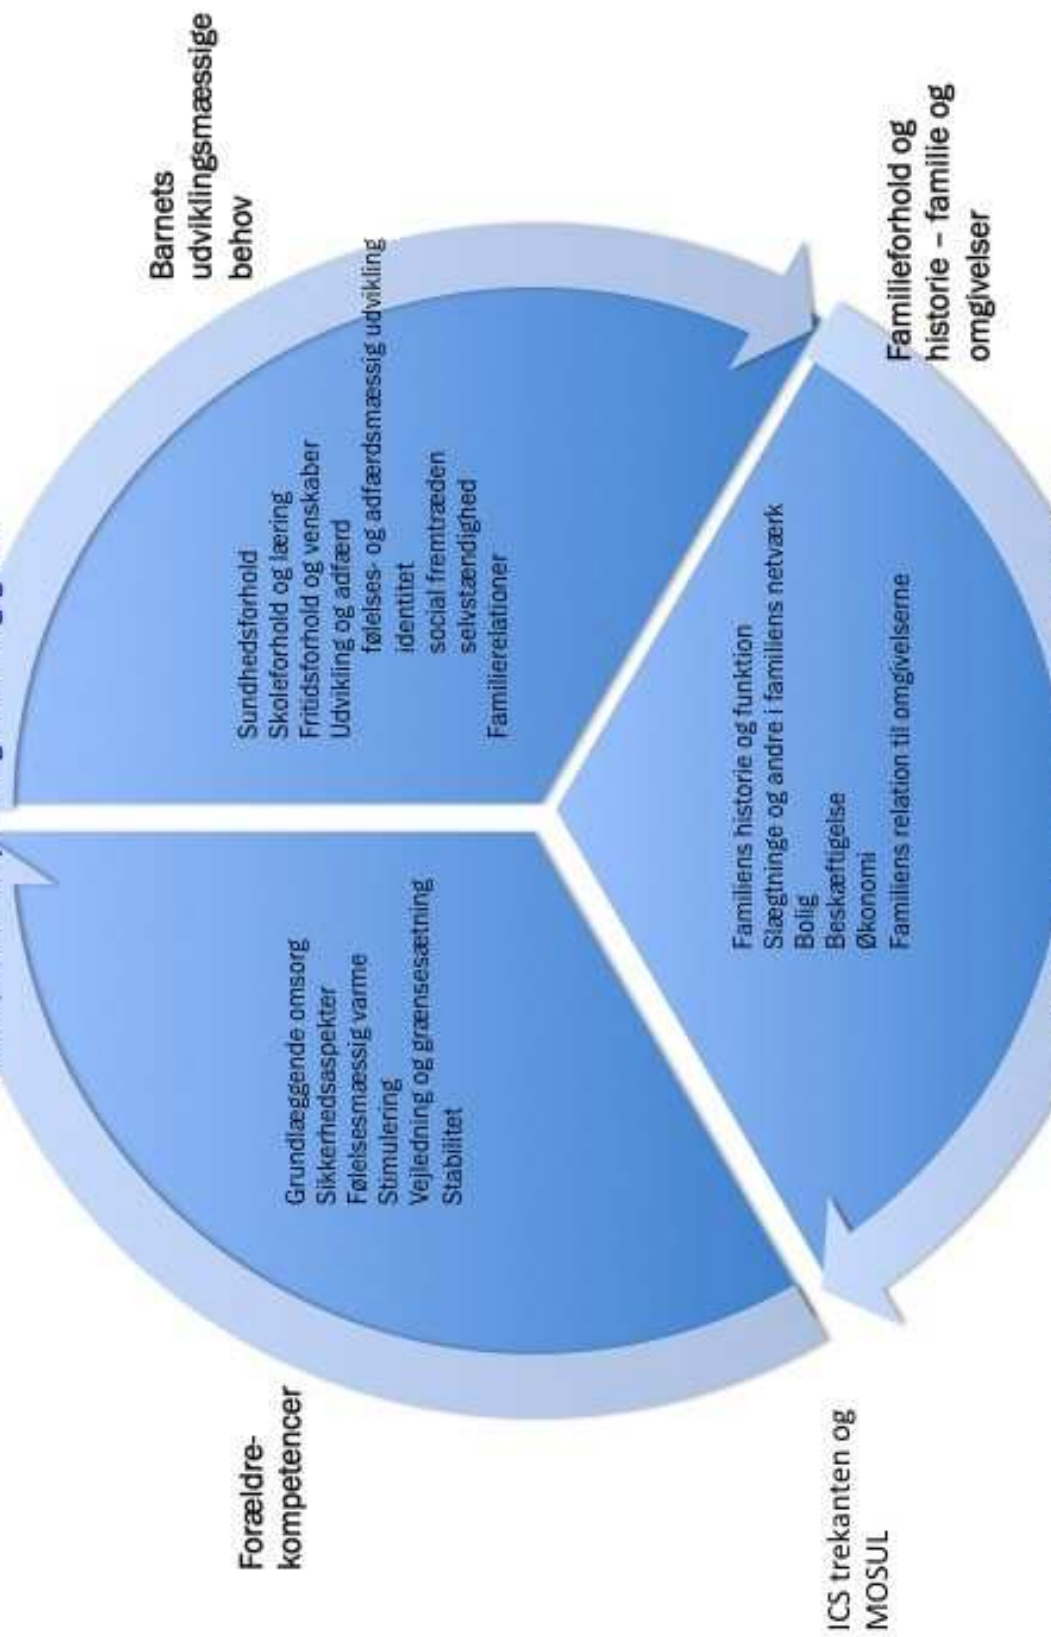 Forældre-
kompetencer
Barnets
udviklingsmæssige
behov
Grundlæggende omsorg
Sikkerhedsaspekter
Følelsesmæssig varme
Stimulering
Vejledning og grænsesætning
Stabilitet
Sundhedsforhold
Skoleforhold og læring
Fritidsforhold og venskaber
Udvikling og adfærd
følelses- og adfærdsmæssig udvikling
identitet
social fremtræden
selvstændighed
Familierelationer
Familiens historie og funktion
Slægtninge og andre i familiens netværk
Bolig
Beskæftigelse
Økonomi
Familiens relation til omgivelserne
Familieforhold og
historie – familie og
omgivelser
ICS trekanten og
MOSUL